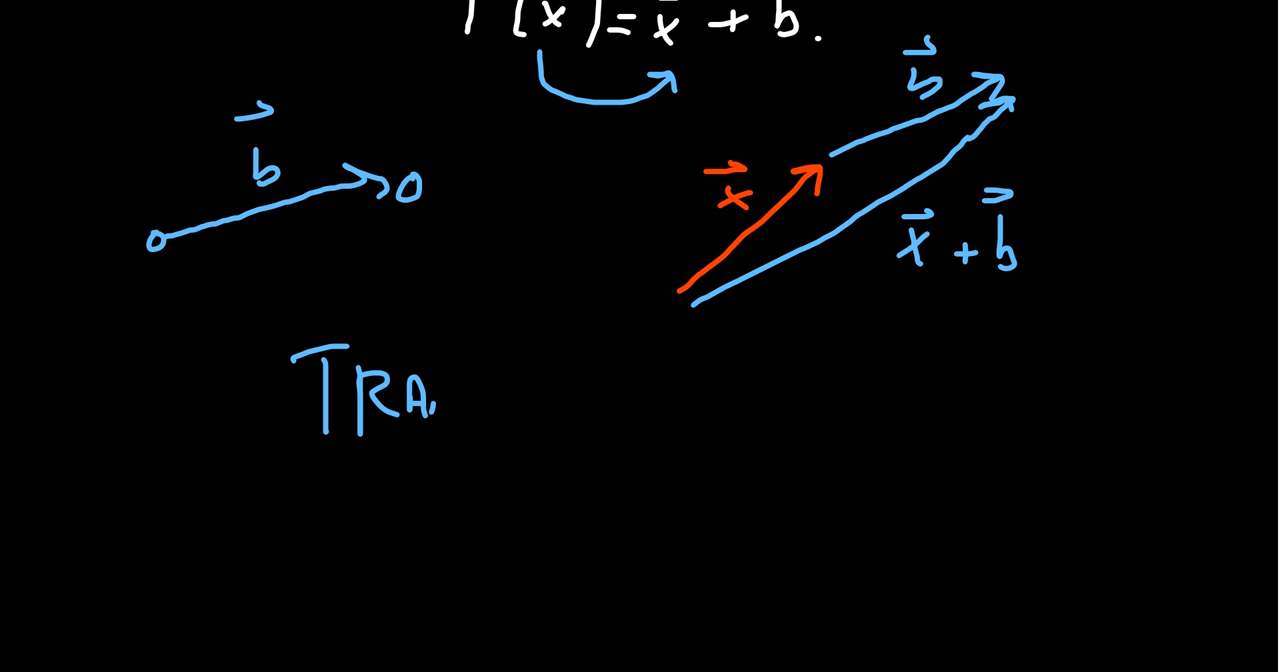 T(x) = x + b.
b
b
x
x + b
TRA